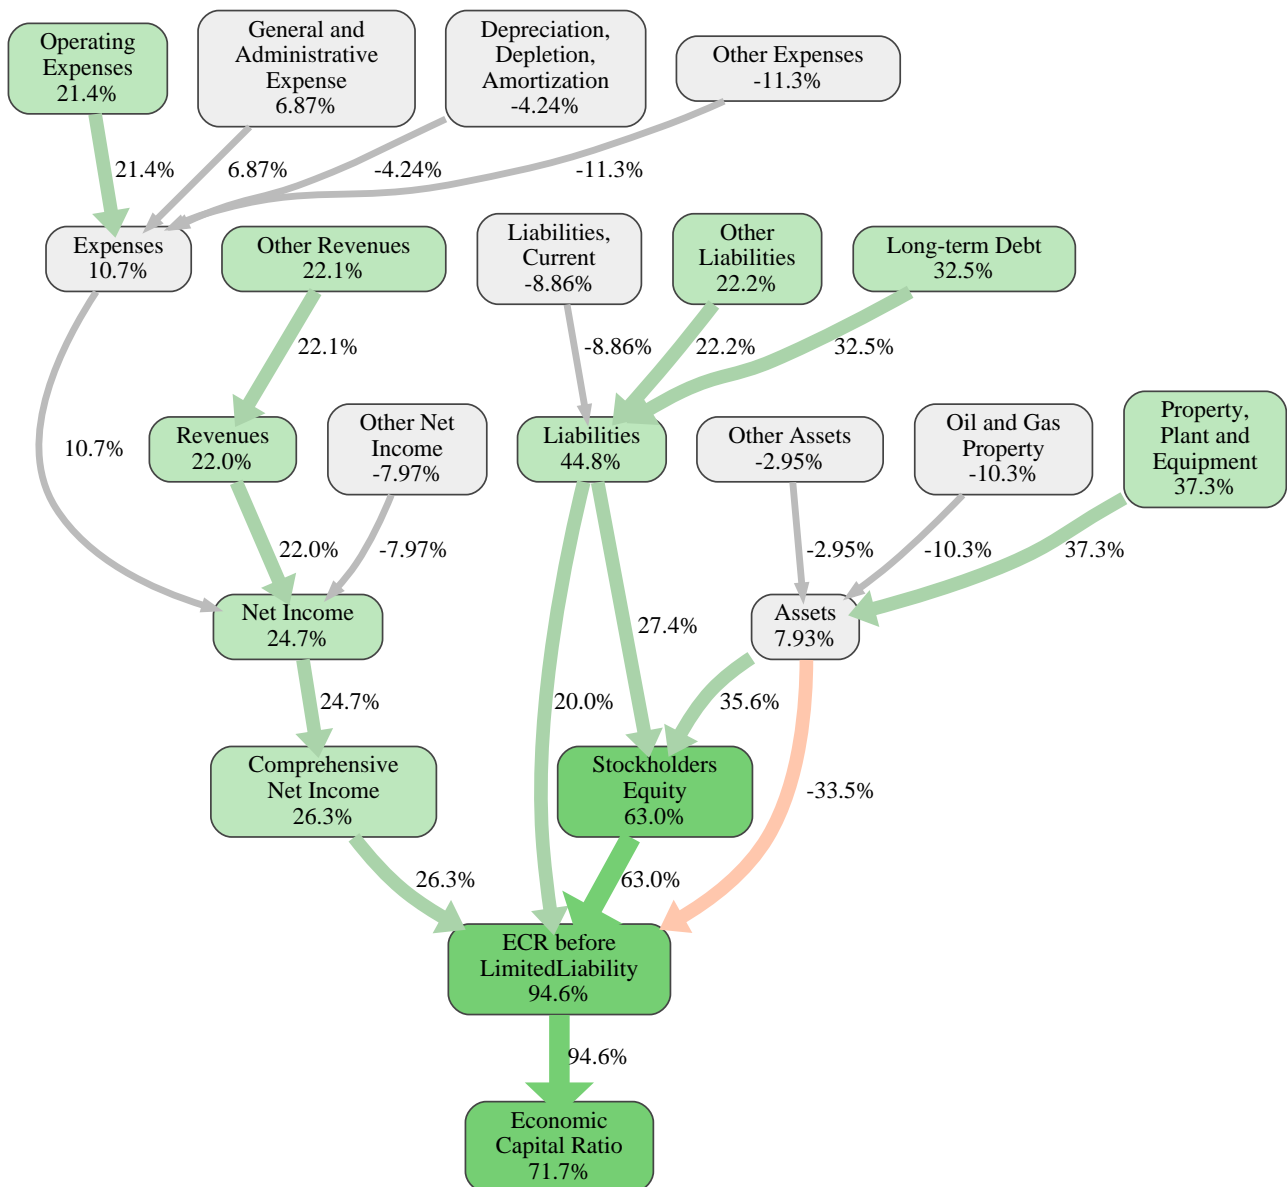 Operating
Expenses
21.4%
General and
Administrative
Expense
6.87%
Depreciation,
Depletion,
Amortization
-4.24%
Other Expenses
-11.3%
21.4%
6.87%
-4.24%
-11.3%
Expenses
10.7%
Other Revenues
22.1%
Liabilities,
Current
-8.86%
Other
Liabilities
22.2%
Long-term Debt
32.5%
22.1%
-8.86%
22.2%
32.5%
10.7%
Revenues
22.0%
Other Net
Income
-7.97%
Liabilities
44.8%
Other Assets
-2.95%
Oil and Gas
Property
-10.3%
Property,
Plant and
Equipment
37.3%
22.0%
-7.97%
-2.95%
-10.3%
37.3%
Net Income
24.7%
27.4%
Assets
7.93%
24.7%
20.0%
35.6%
Comprehensive
Net Income
26.3%
Stockholders
Equity
63.0%
-33.5%
26.3%
63.0%
ECR before
LimitedLiability
94.6%
94.6%
Economic
Capital Ratio
71.7%